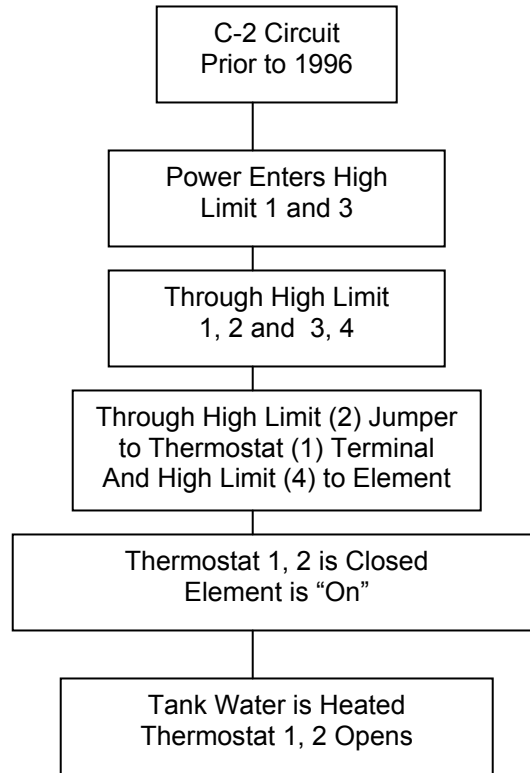 C-2 Circuit
Prior to 1996
Power Enters High
Limit 1 and 3
Through High Limit
1, 2 and  3, 4
Through High Limit (2) Jumper
to Thermostat (1) Terminal
And High Limit (4) to Element
Thermostat 1, 2 is Closed
Element is “On”
Tank Water is Heated
Thermostat 1, 2 Opens